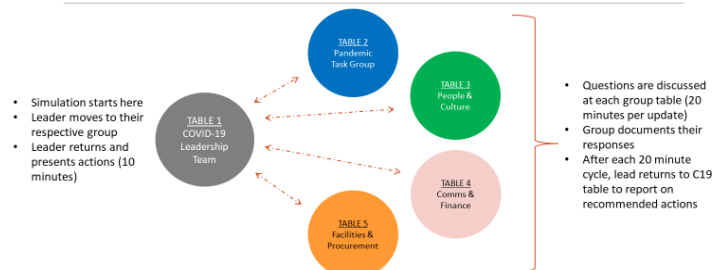 • Simulation starts here
• Leader moves to their
respective group
• Leader returns and
presents actions (10
minutes)
TABLE 1
COVID-19
Leadership
Team
TABLE 2
Pandemic
Task Group
TABLE 3
People &
Culture
TABLE 4
Comms &
Finance
TABLE 5
Facilities &
Procurement
• Questions are discussed
at each group table (20
minutes per update)
• Group documents their
responses
• After each 20 minute
cycle, lead returns to C19
table to report on
recommended actions